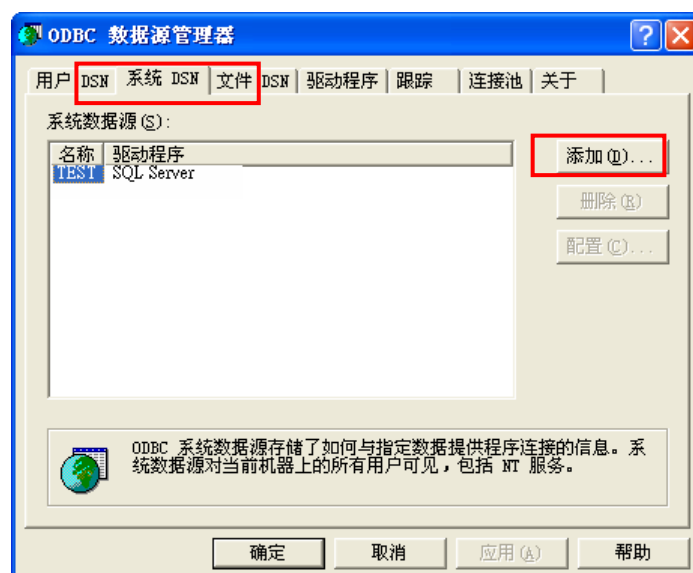 ODBC 数据源管理器
用户 DSN 系统 DSN 文件 DSN 驱动程序 跟踪 连接池 关于
系统数据源(S):
名称 驱动程序
TEST SQL Server
添加(D)...
删除(R)
配置(C)...
ODBC 系统数据源存储了如何与指定数据提供程序连接的信息。系
统数据源对当前机器上的所有用户可见,包括 NT 服务。
确定 取消 应用(A) 帮助